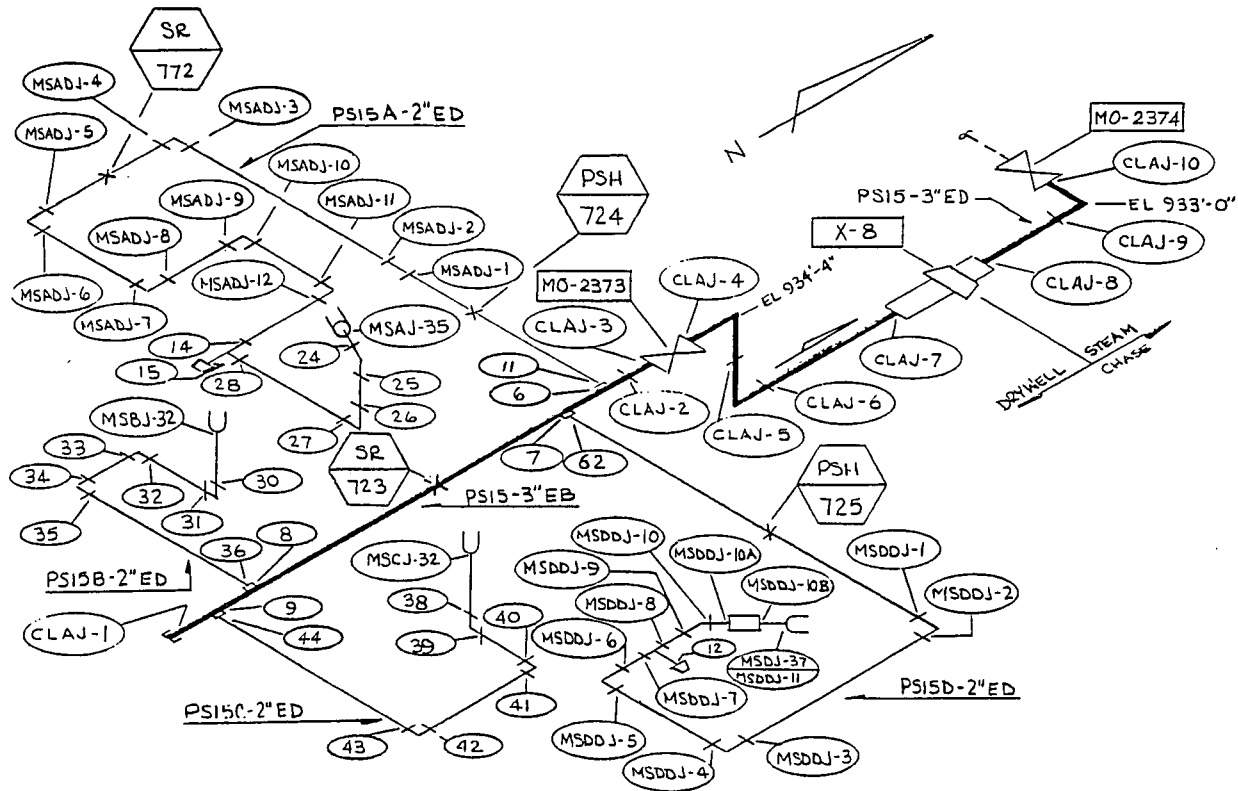 SR
772
MSADJ-4
MSADJ-3
PS15A-2"ED
MSADJ-5
MSADJ-10
MSADJ-9
MSADJ-11
MSADJ-8
MSADJ-2
MSADJ-1
MSADJ-6
MSADJ-7
MSADJ-12
N
PSH
724
MO-2374
CLAJ-10
PS15-3"ED
EL 933'-0"
X-8
CLAJ-9
CLAJ-8
MO-2373
CLAJ-4
EL 934'-4"
CLAJ-3
MSAJ-35
14
24
15
28
25
26
27
11
6
CLAJ-2
CLAJ-7
CLAJ-6
CLAJ-5
DRYWELL
STEAM
CHASE
MSBJ-32
33
34
32
30
31
35
SR
723
7
62
PS15-3"EB
PSH
725
36
8
PS15B-2"ED
CLAJ-1
9
44
MSCJ-32
38
40
39
41
43
42
PS15C-2"ED
MSDDJ-10
MSDDJ-10A
MSDDJ-9
MSDDJ-10B
MSDDJ-8
MSDDJ-6
12
MSDJ-37
MSDDJ-11
MSDDJ-7
MSDDJ-5
MSDDJ-4
MSDDJ-3
MSDDJ-1
MSDDJ-2
PS15D-2"ED